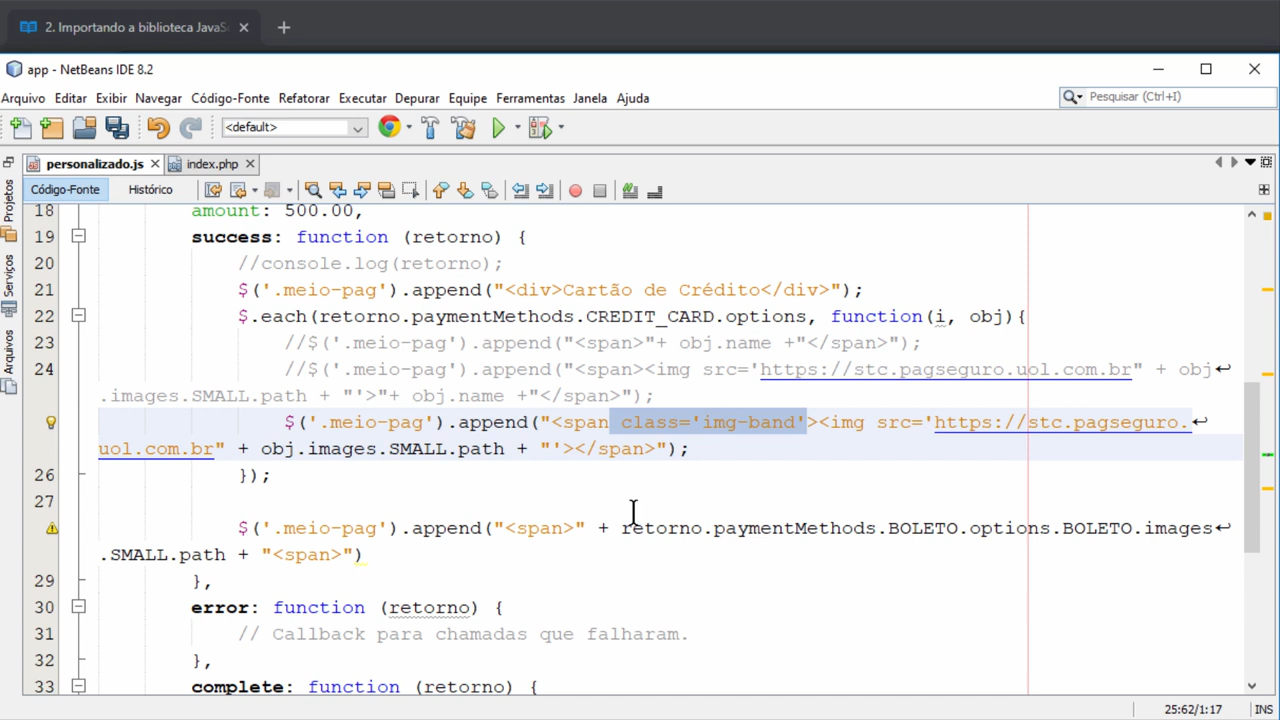 2. Importando a biblioteca JavaS
app - NetBeans IDE 8.2
Arquivo Editar Exibir Navegar Código-Fonte Refatorar Executar Depurar Equipe Ferramentas Janela Ajuda
Pesquisar (Ctrl+I)
<default>
personalizado.js
index.php
Código-Fonte
Histórico
Projetos
Serviços
Arquivos
18 amount: 500.00,
19 success: function (retorno) {
20 //console.log(retorno);
21 $('.meio-pag').append("<div>Cartão de Crédito</div>");
22 $.each(retorno.paymentMethods.CREDIT_CARD.options, function(i, obj){
23 //$('.meio-pag').append("<span>"+ obj.name +"</span>");
24 //$('.meio-pag').append("<span><img src='https://stc.pagseguro.uol.com.br" + obj
.images.SMALL.path + "'>"+ obj.name +"</span>");
$('.meio-pag').append("<span class='img-band'><img src='https://stc.pagseguro.
uol.com.br" + obj.images.SMALL.path + "'></span>");
26 });
27
$('.meio-pag').append("<span>" + retorno.paymentMethods.BOLETO.options.BOLETO.images
.SMALL.path + "<span>")
29 },
30 error: function (retorno) {
31 // Callback para chamadas que falharam.
32 },
33 complete: function (retorno) {
25:62/1:17 INS